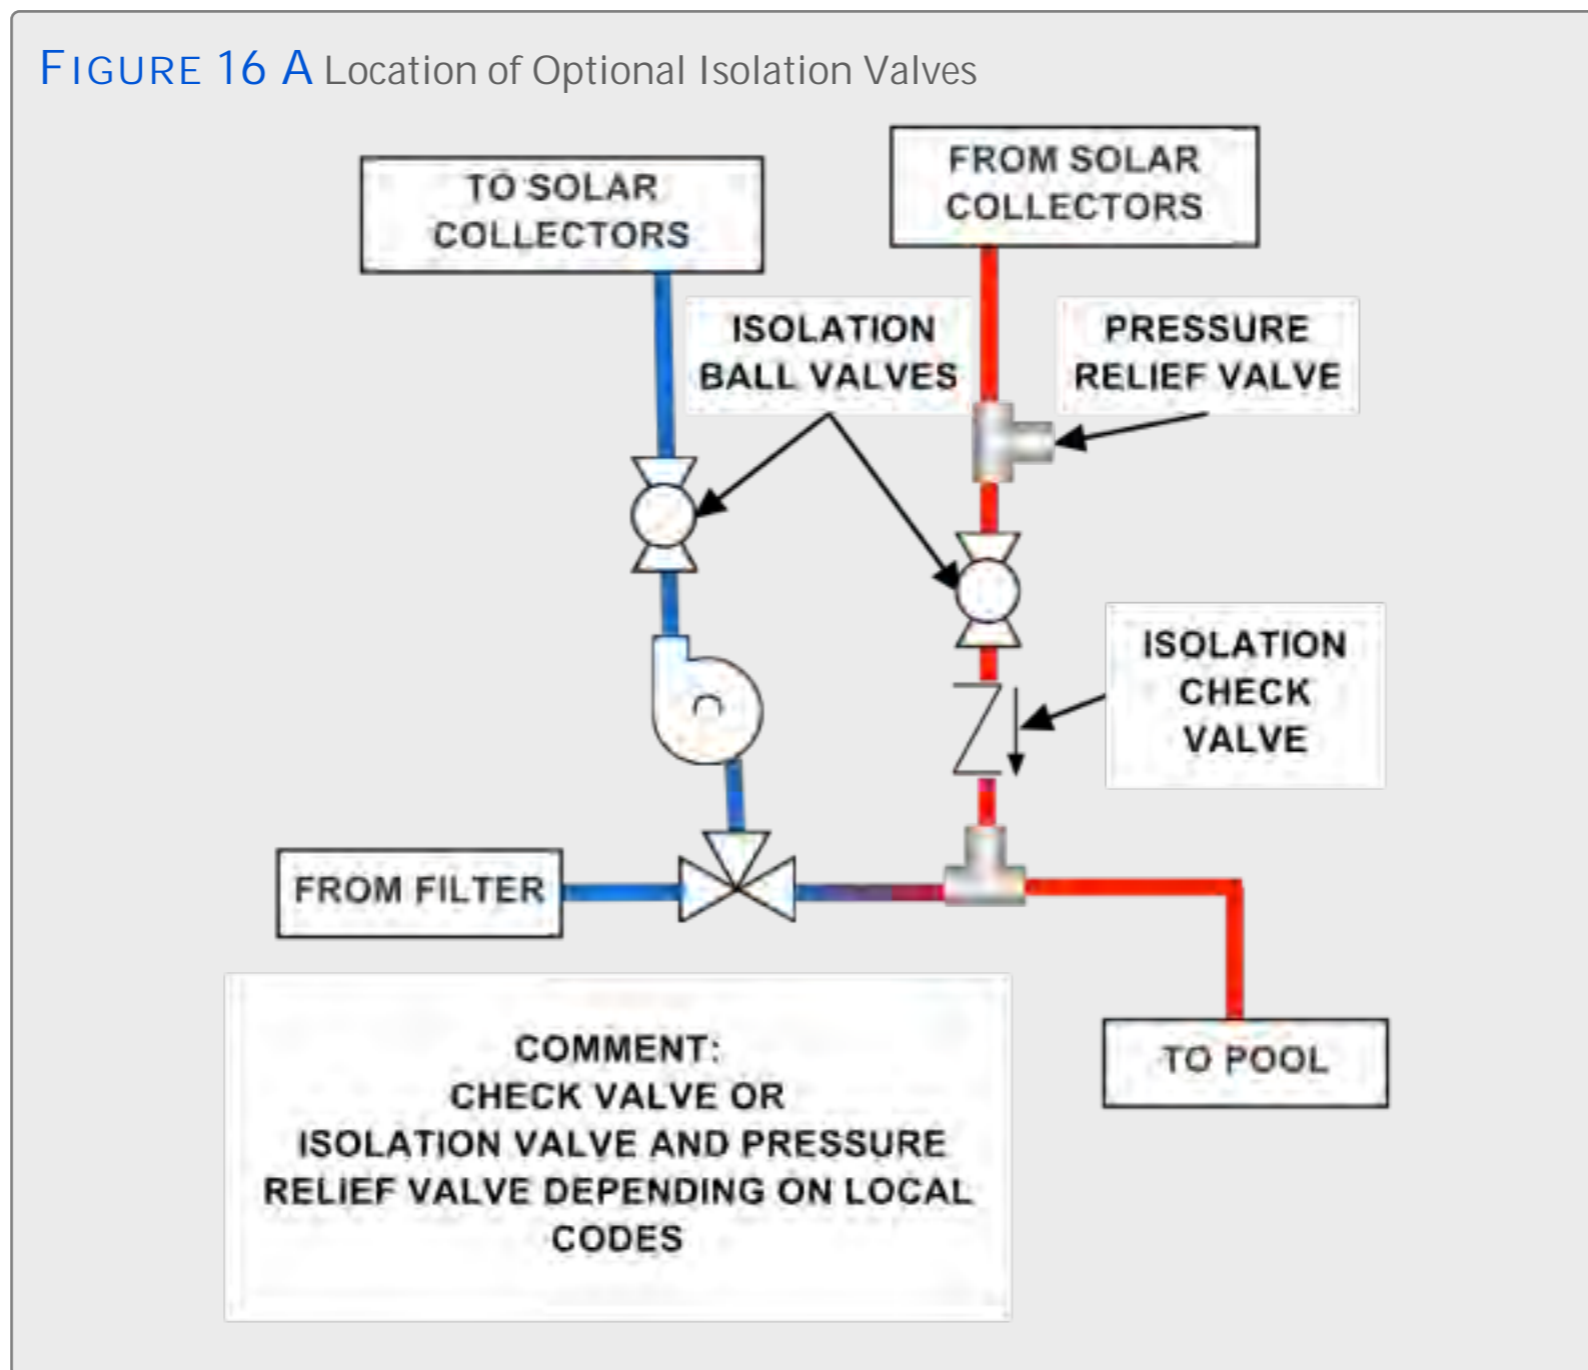 FIGURE 16 A Location of Optional Isolation Valves
TO SOLAR
COLLECTORS
FROM SOLAR
COLLECTORS
ISOLATION
BALL VALVES
PRESSURE
RELIEF VALVE
ISOLATION
CHECK
VALVE
FROM FILTER
TO POOL
COMMENT:
CHECK VALVE OR
ISOLATION VALVE AND PRESSURE
RELIEF VALVE DEPENDING ON LOCAL
CODES